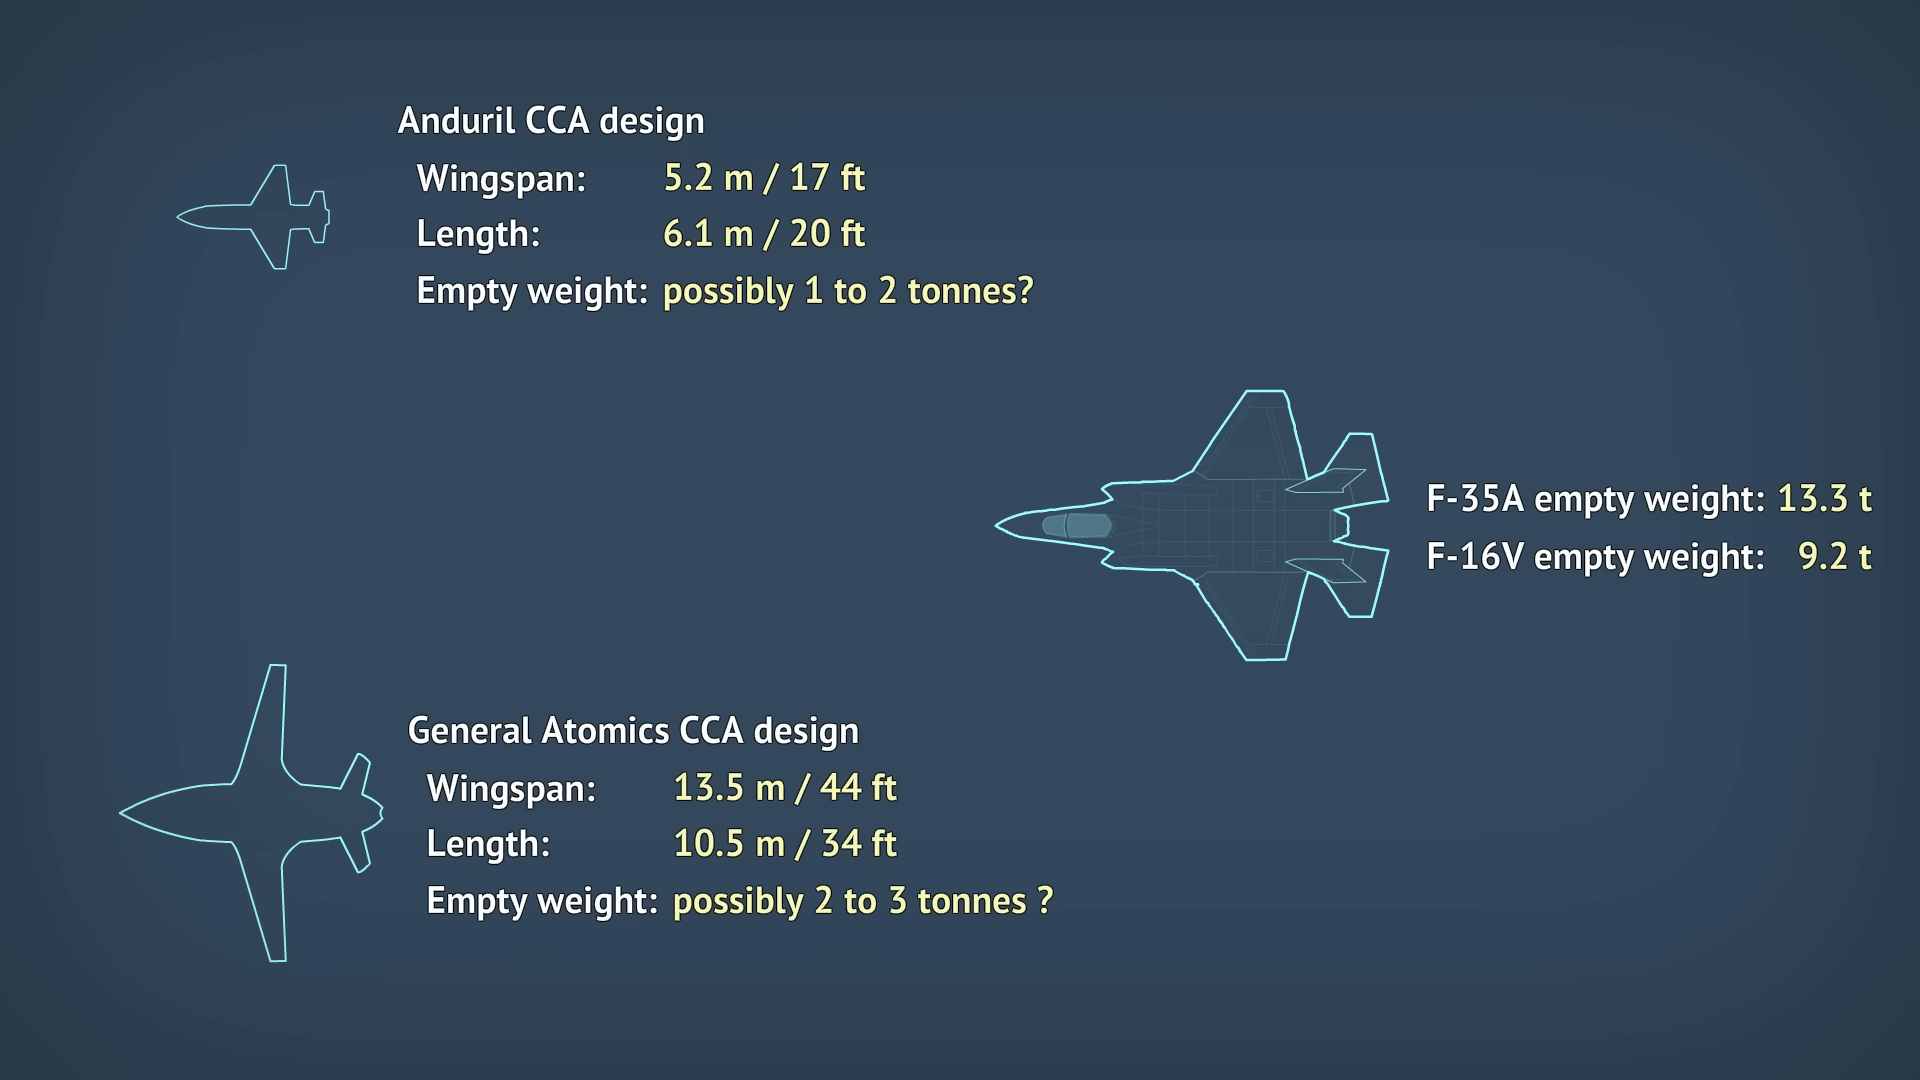 Anduril CCA design
Wingspan: 5.2 m / 17 ft
Length: 6.1 m / 20 ft
Empty weight: possibly 1 to 2 tonnes?
F-35A empty weight: 13.3 t
F-16V empty weight: 9.2 t
General Atomics CCA design
Wingspan: 13.5 m / 44 ft
Length: 10.5 m / 34 ft
Empty weight: possibly 2 to 3 tonnes ?